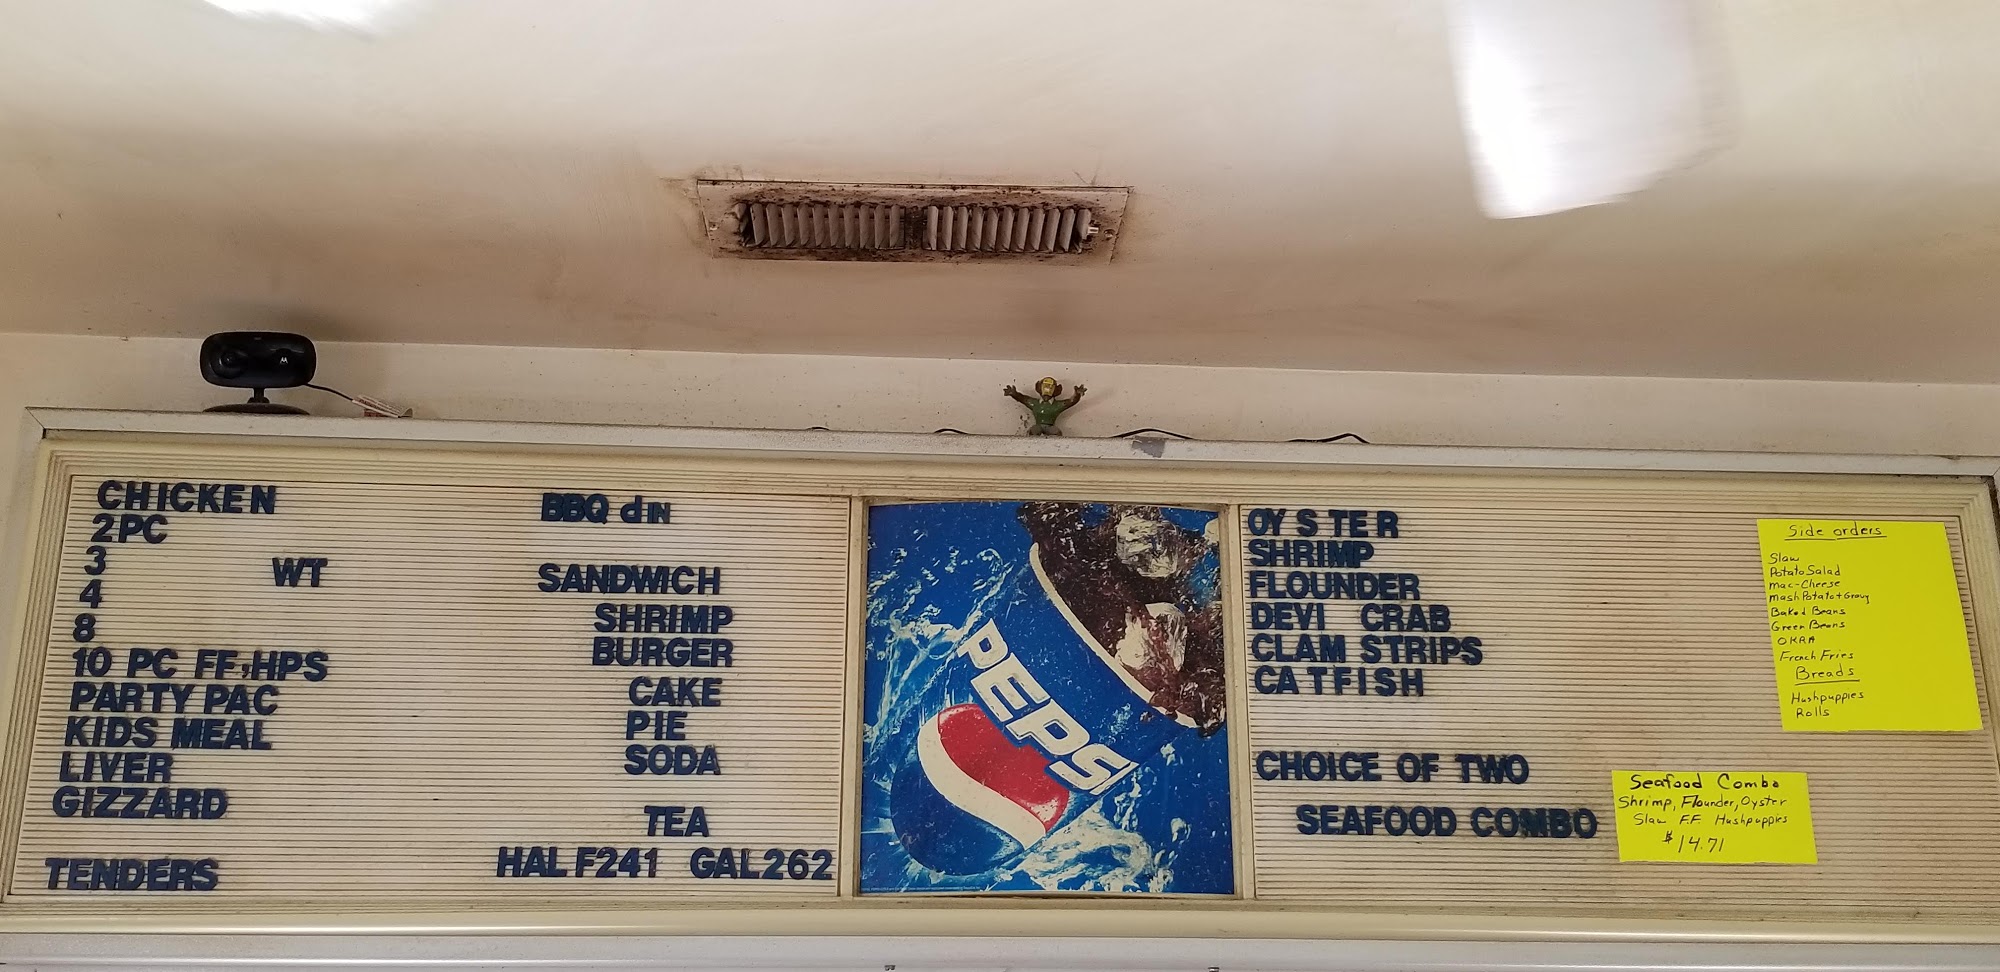 CHICKEN
2PC
3
WT
4
8
10 PC FF,HPS
PARTY PAC
KIDS MEAL
LIVER
GIZZARD
TENDERS
BBQ dIN
SANDWICH
SHRIMP
BURGER
CAKE
PIE
SODA
TEA
HALF241 GAL262
PEPSI
OYSTER
SHRIMP
FLOUNDER
DEVI CRAB
CLAM STRIPS
CATFISH
CHOICE OF TWO
SEAFOOD COMBO
Side orders
Slaw
Potato Salad
Mac-Cheese
Mash Potato + Gravy
Baked Beans
Green Beans
OKRA
French Fries
Breads
Hushpuppies
Rolls
Seafood Combo
Shrimp, Flounder, Oyster
Slaw F.F. Hushpuppies
$14.71